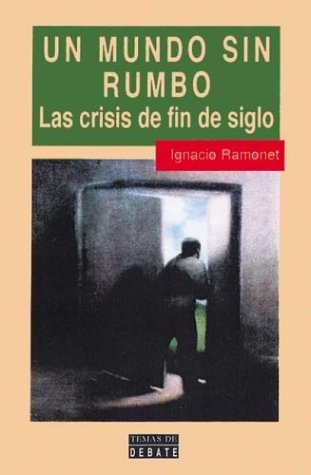 UN MUNDO SIN
RUMBO
Las crisis de fin de siglo
Ignacio Ramonet
TEMAS DE
DEBATE